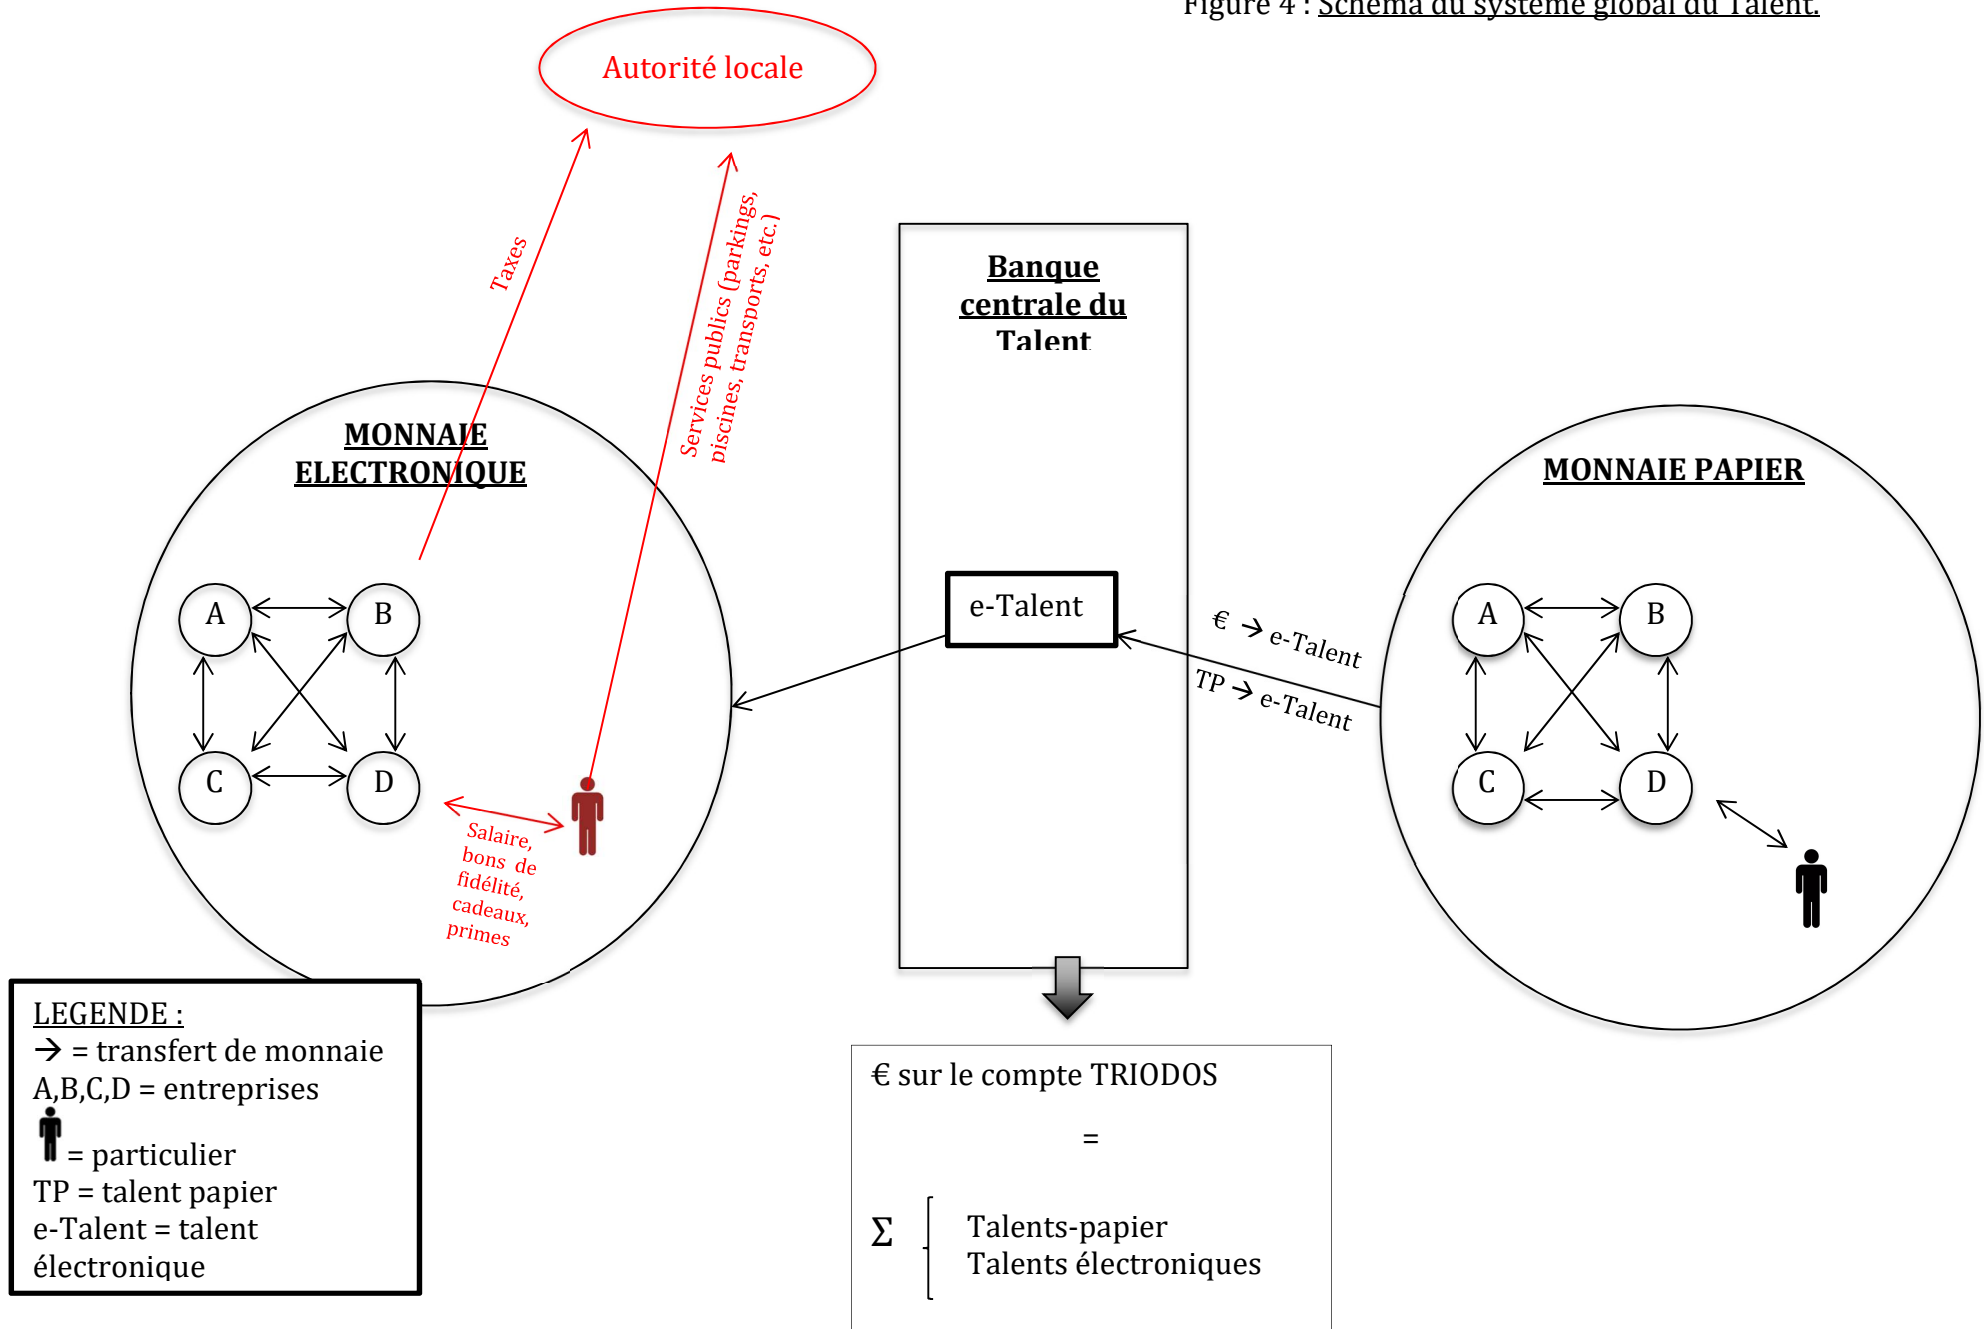 Figure 4 : Schéma du système global du Talent.
Autorité locale
Taxes
Services publics (parkings,
piscines, transports, etc.)
Banque
centrale du
Talent
MONNAIE
ELECTRONIQUE
MONNAIE PAPIER
A
B
C
D
e-Talent
€ → e-Talent
TP → e-Talent
A
B
C
D
Salaire,
bons de
fidélité,
cadeaux,
primes
LEGENDE :
→ = transfert de monnaie
A,B,C,D = entreprises
= particulier
TP = talent papier
e-Talent = talent
électronique
€ sur le compte TRIODOS
=
Σ
Talents-papier
Talents électroniques